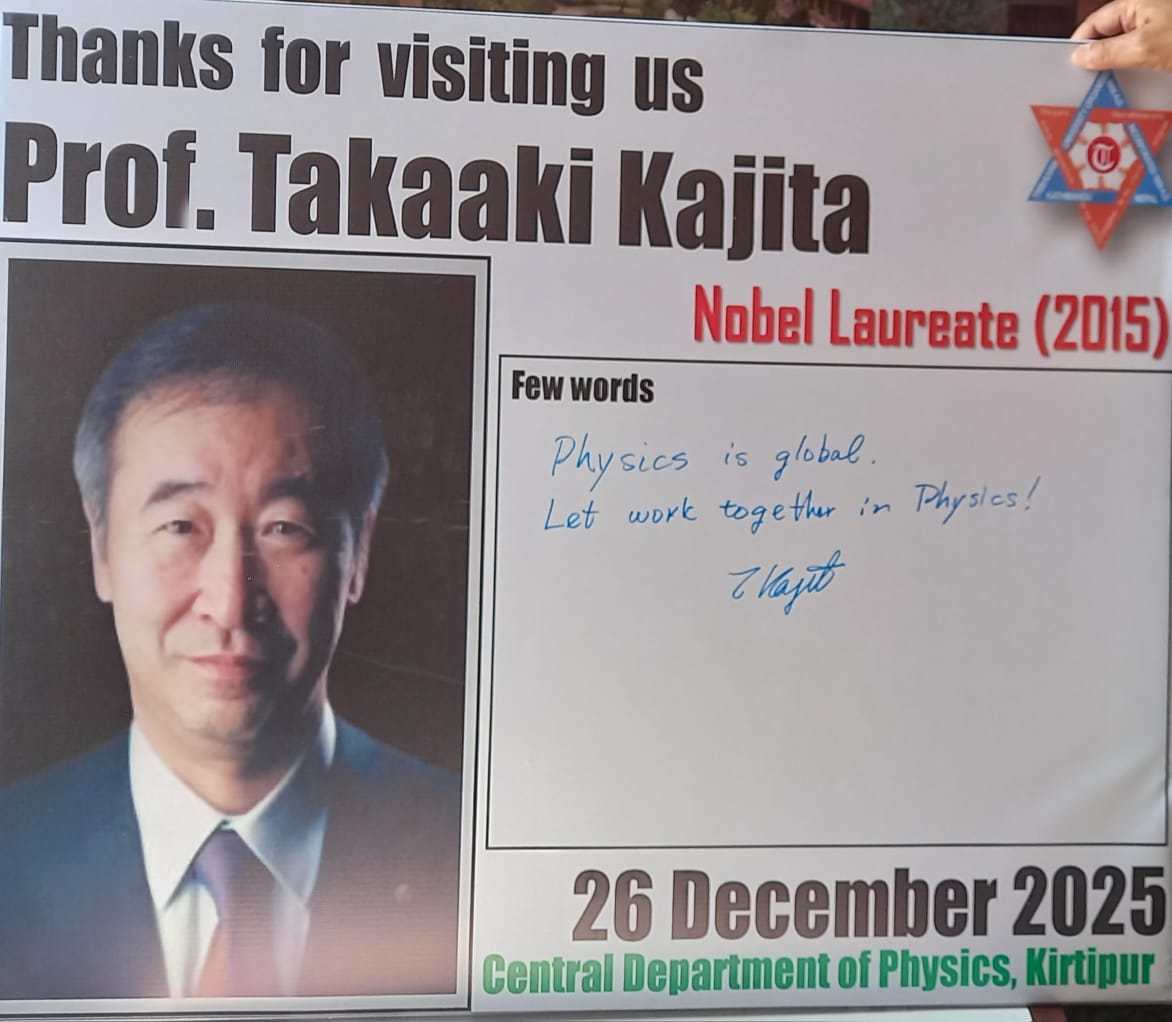 Thanks for visiting us
Prof. Takaaki Kajita
Nobel Laureate (2015)
Few words
Physics is global.
Let work together in Physics!
T Kajita
26 December 2025
Central Department of Physics, Kirtipur